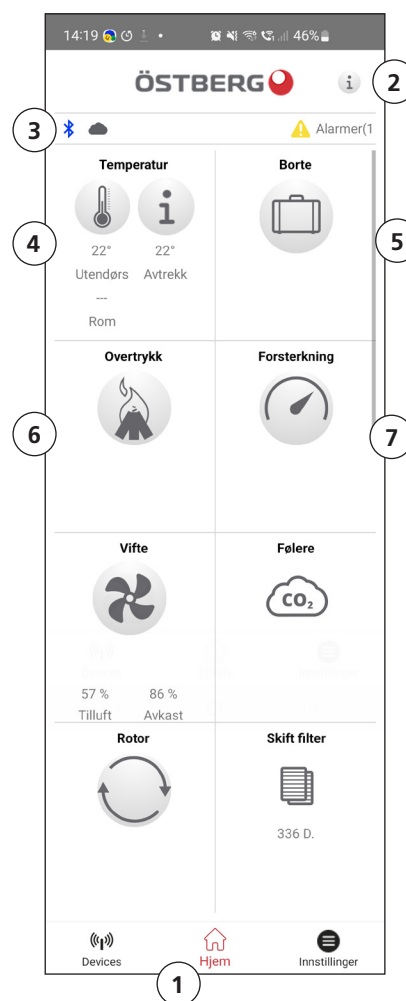 14:19 46%
ÖSTBERG i 2
3 Alarmer(1
Temperatur Borte
4 i 5
22° 22°
Utendørs Avtrekk
---
Rom
Overtrykk Forsterkning
6 7
Vifte Følere
CO₂
57 % 86 %
Tilluft Avkast
Rotor Skift filter
336 D.
Devices Hjem Innstillinger
1